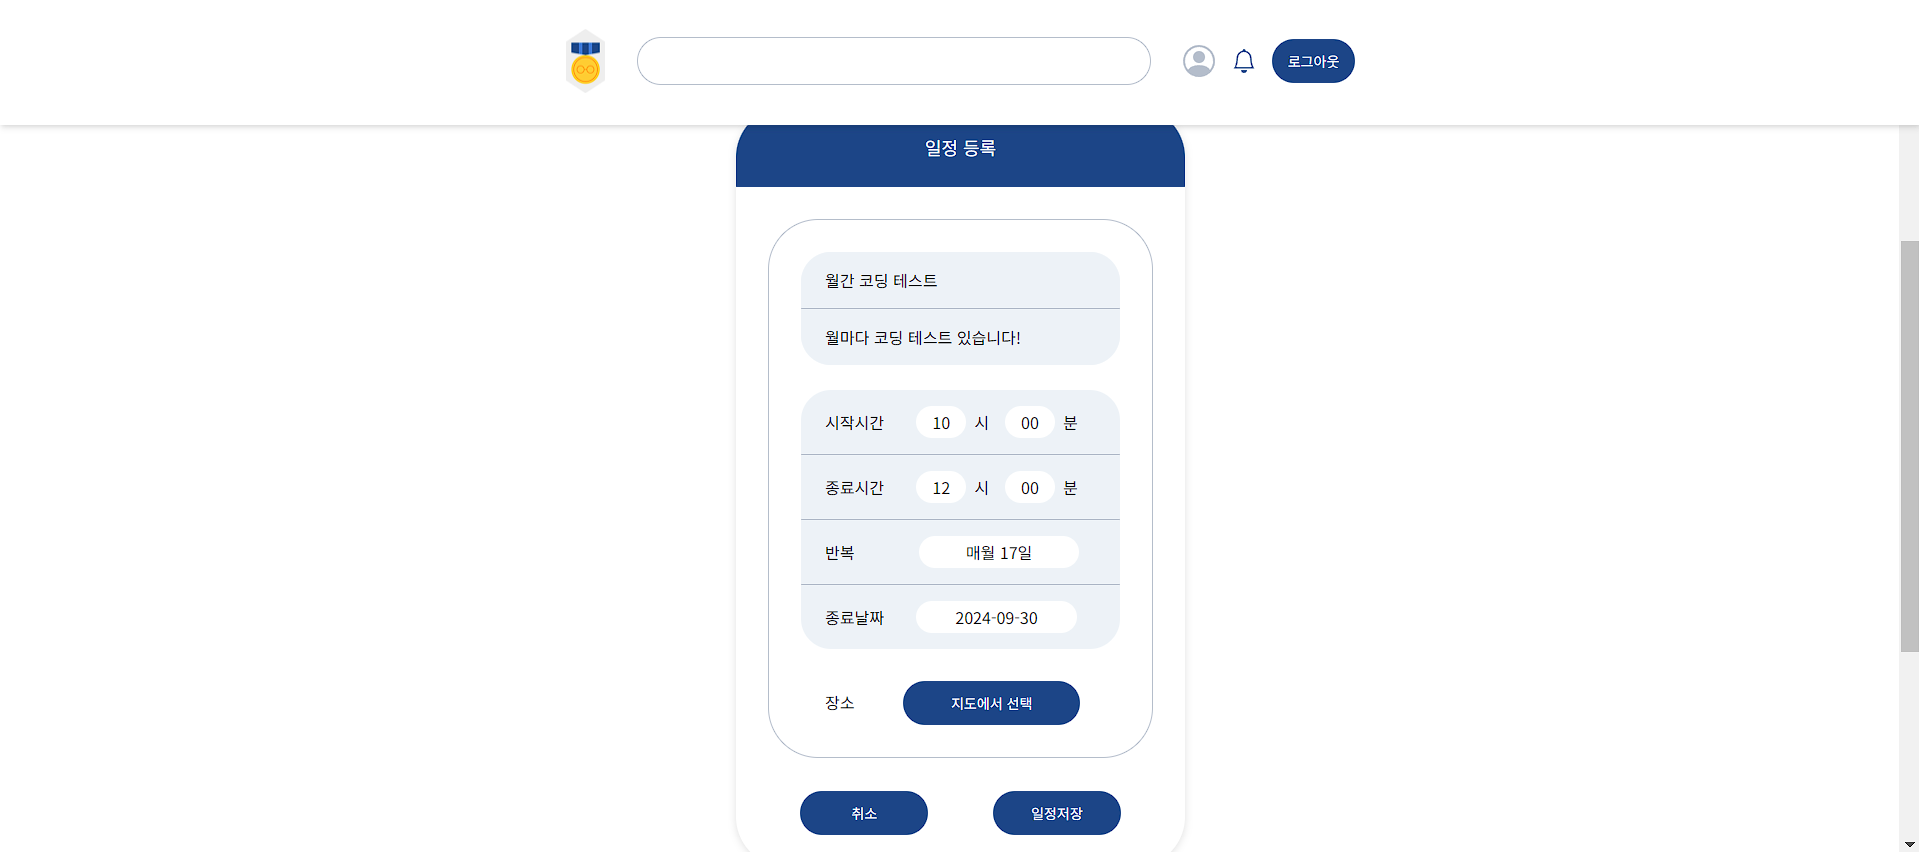 로그아웃
일정 등록
월간 코딩 테스트
월마다 코딩 테스트 있습니다!
시작시간 10 시 00 분
종료시간 12 시 00 분
반복 매월 17일
종료날짜 2024-09-30
장소 지도에서 선택
취소 일정저장